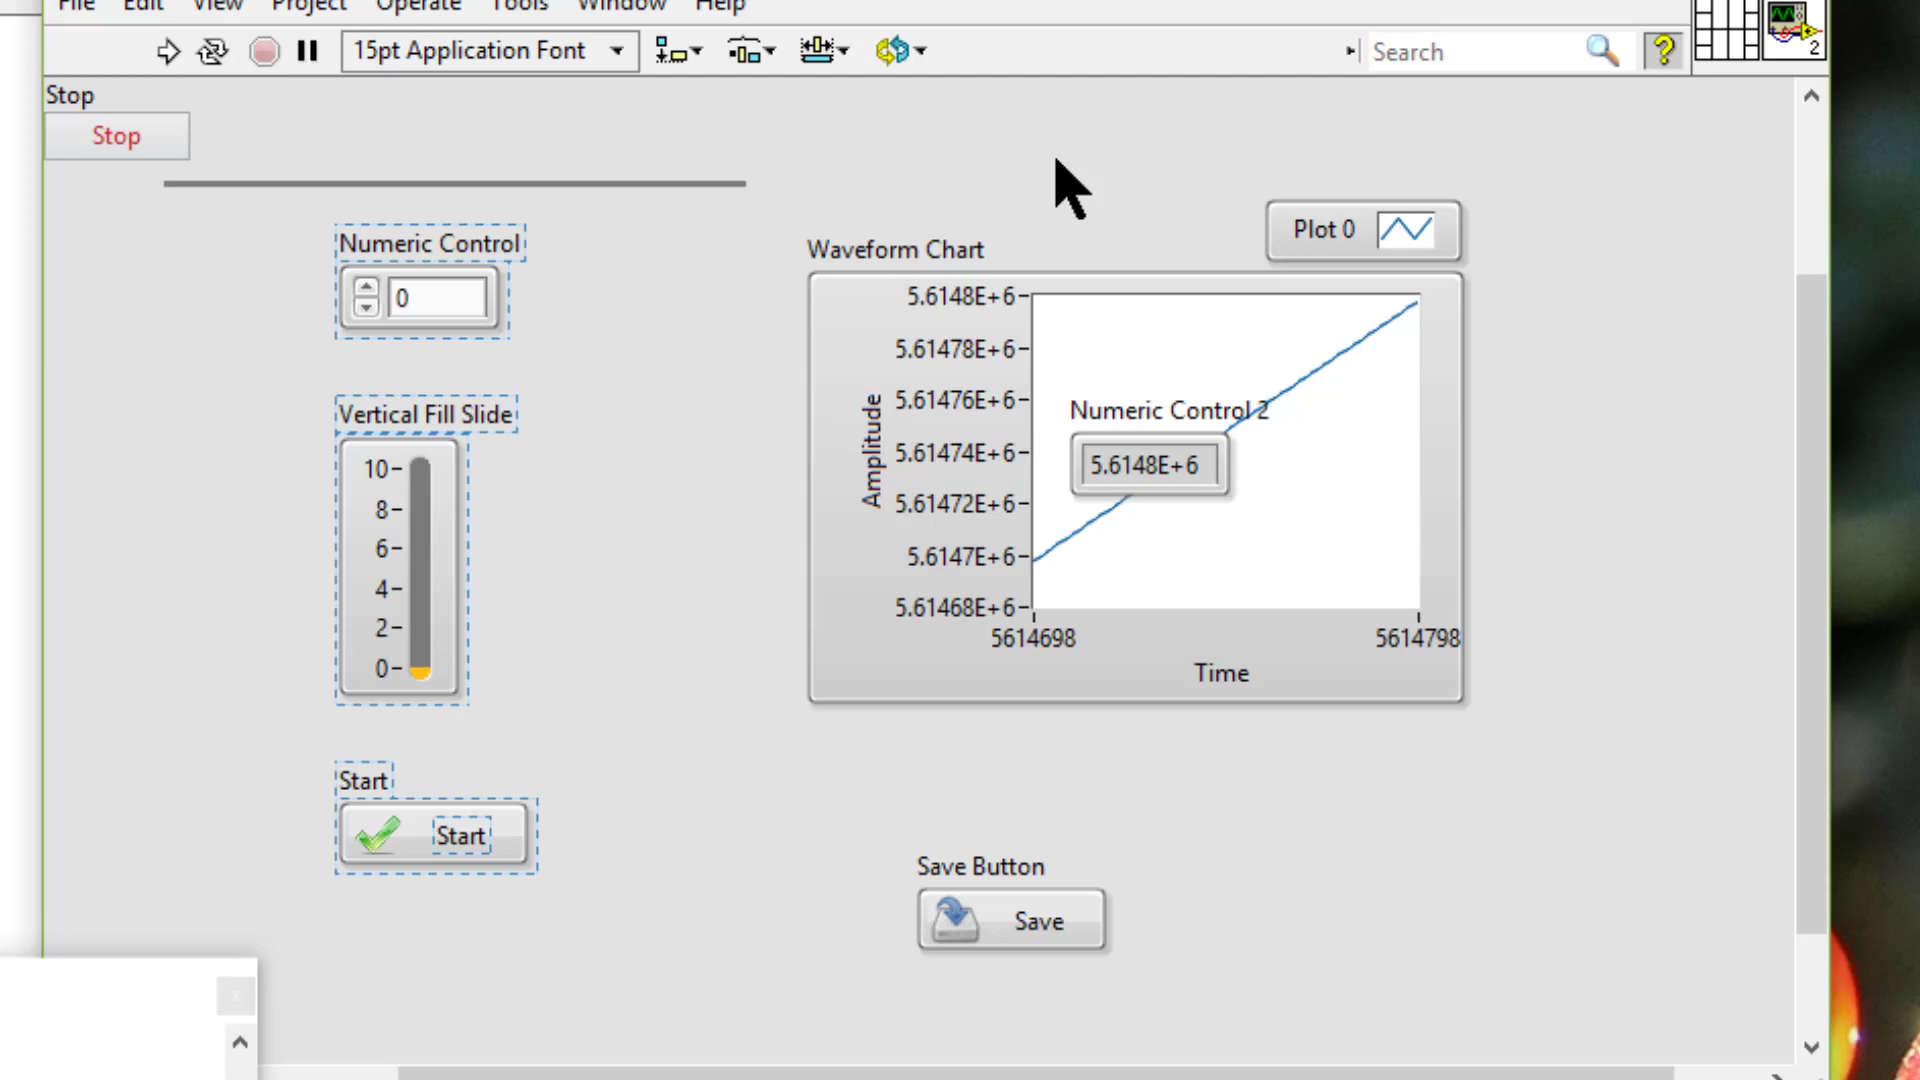 File Edit View Project Operate Tools Window Help
15pt Application Font
Search
?
2
Stop
Stop
Numeric Control
0
Vertical Fill Slide
10
8
6
4
2
0
Start
Start
Plot 0
Waveform Chart
Amplitude
5.6148E+6
5.61478E+6
5.61476E+6
5.61474E+6
5.61472E+6
5.6147E+6
5.61468E+6
Numeric Control 2
5.6148E+6
5614698
5614798
Time
Save Button
Save